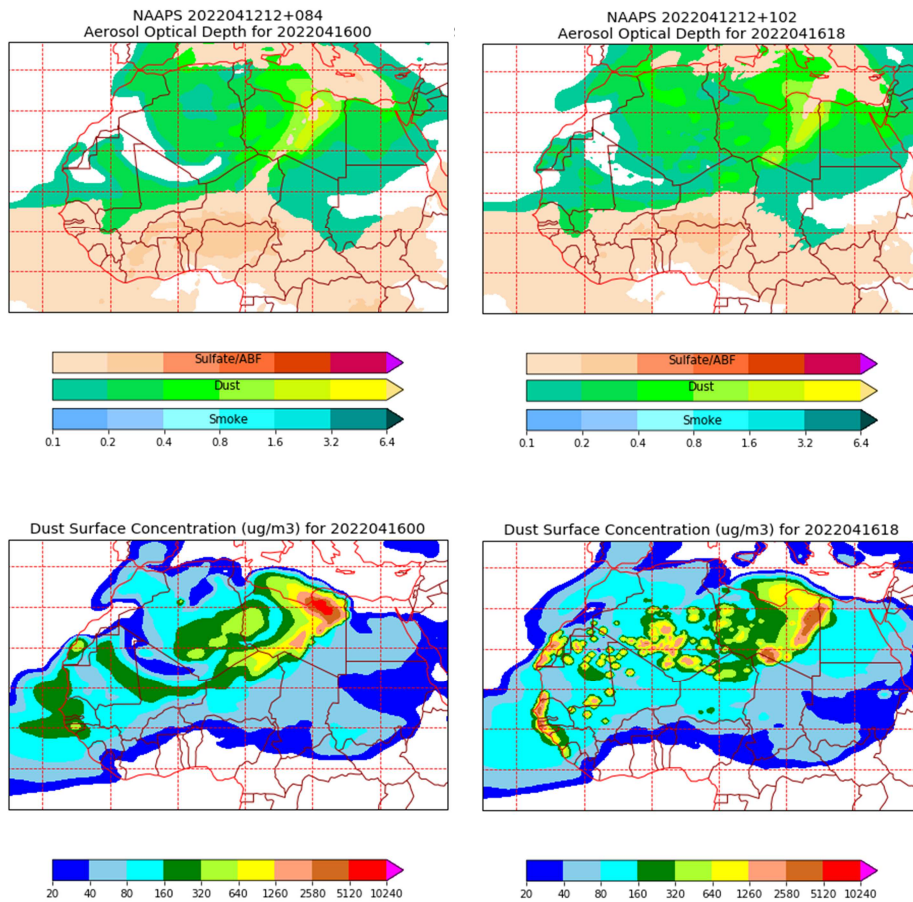 NAAPS 2022041212+084
Aerosol Optical Depth for 2022041600
Sulfate/ABF
Dust
Smoke
0.1 0.2 0.4 0.8 1.6 3.2 6.4
NAAPS 2022041212+102
Aerosol Optical Depth for 2022041618
Sulfate/ABF
Dust
Smoke
0.1 0.2 0.4 0.8 1.6 3.2 6.4
Dust Surface Concentration (ug/m3) for 2022041600
20 40 80 160 320 640 1260 2580 5120 10240
Dust Surface Concentration (ug/m3) for 2022041618
20 40 80 160 320 640 1260 2580 5120 10240